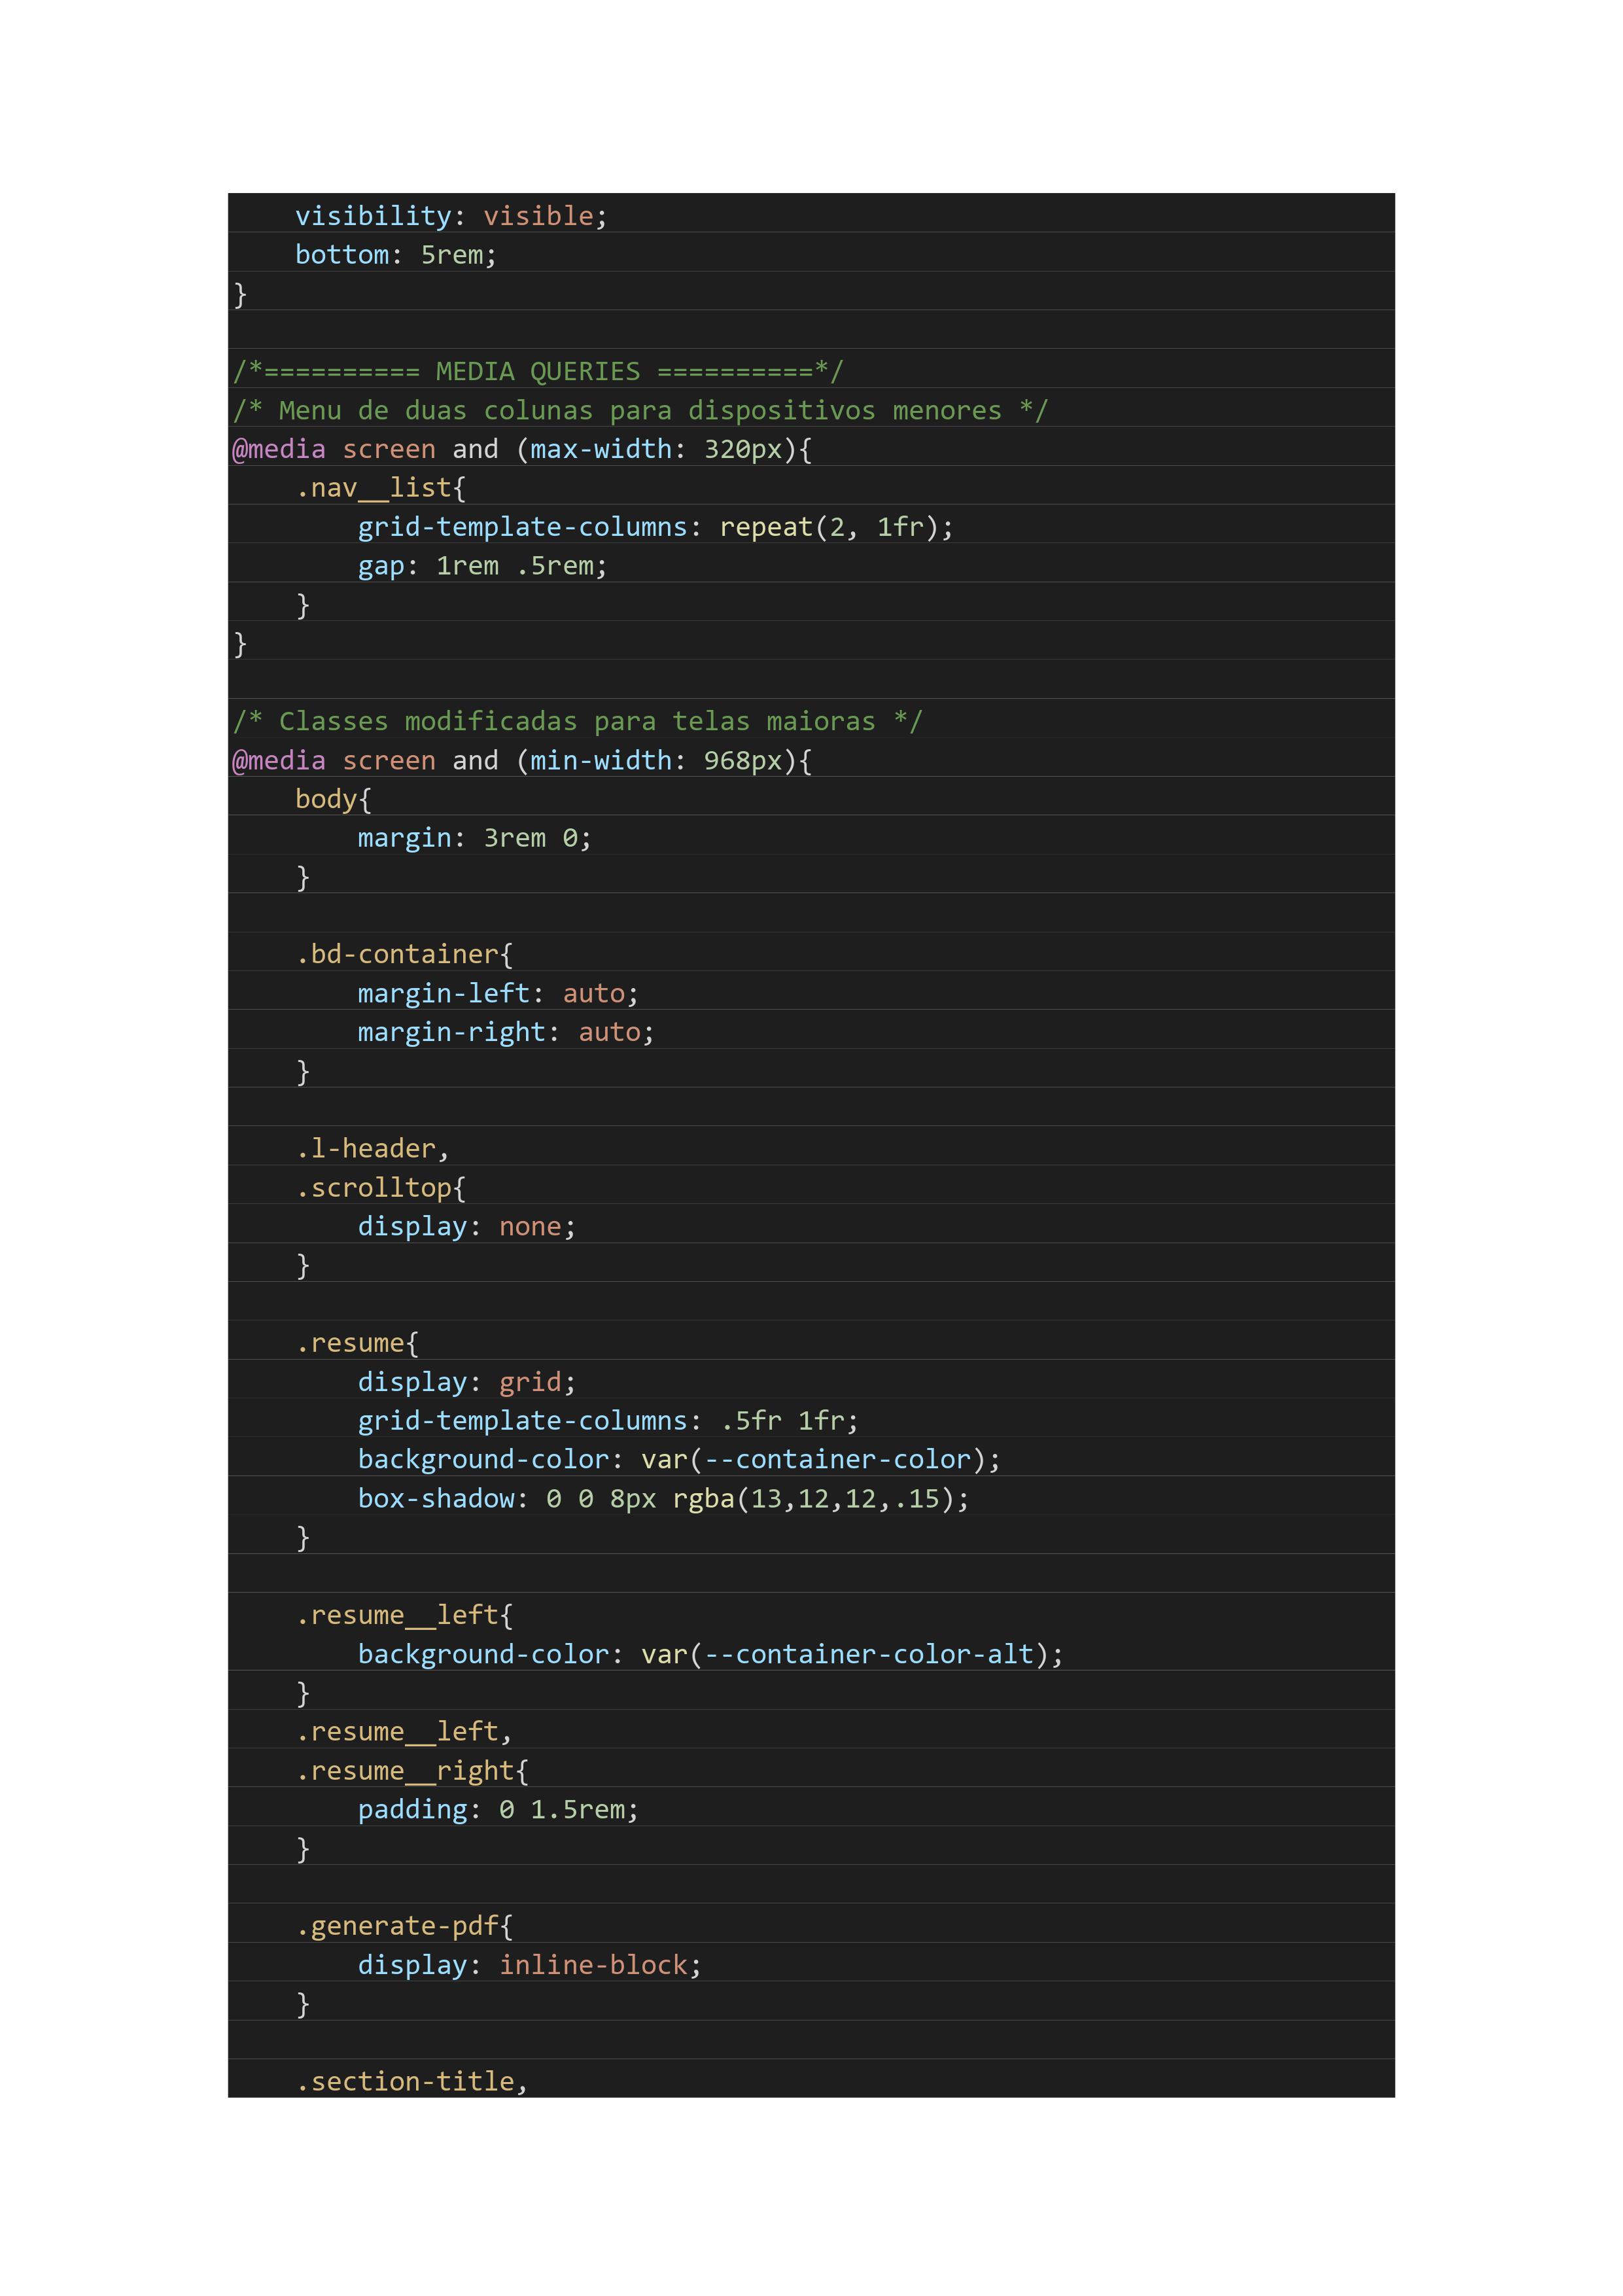 visibility: visible;
    bottom: 5rem;
}

/*========== MEDIA QUERIES ==========*/
/* Menu de duas colunas para dispositivos menores */
@media screen and (max-width: 320px){
    .nav__list{
        grid-template-columns: repeat(2, 1fr);
        gap: 1rem .5rem;
    }
}

/* Classes modificadas para telas maioras */
@media screen and (min-width: 968px){
    body{
        margin: 3rem 0;
    }

    .bd-container{
        margin-left: auto;
        margin-right: auto;
    }

    .l-header,
    .scrolltop{
        display: none;
    }

    .resume{
        display: grid;
        grid-template-columns: .5fr 1fr;
        background-color: var(--container-color);
        box-shadow: 0 0 8px rgba(13,12,12,.15);
    }

    .resume__left{
        background-color: var(--container-color-alt);
    }
    .resume__left,
    .resume__right{
        padding: 0 1.5rem;
    }

    .generate-pdf{
        display: inline-block;
    }

    .section-title,